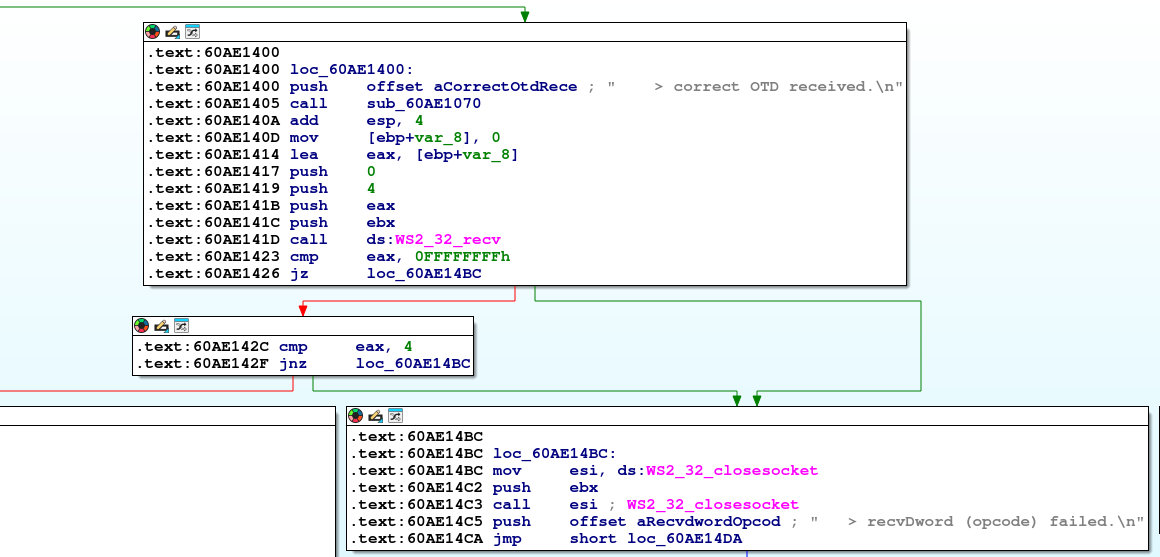 .text:60AE1400
.text:60AE1400 loc_60AE1400:
.text:60AE1400 push    offset aCorrectOtdRece ; "    > correct OTD received.\n"
.text:60AE1405 call    sub_60AE1070
.text:60AE140A add     esp, 4
.text:60AE140D mov     [ebp+var_8], 0
.text:60AE1414 lea     eax, [ebp+var_8]
.text:60AE1417 push    0
.text:60AE1419 push    4
.text:60AE141B push    eax
.text:60AE141C push    ebx
.text:60AE141D call    ds:WS2_32_recv
.text:60AE1423 cmp     eax, 0FFFFFFFFh
.text:60AE1426 jz      loc_60AE14BC
.text:60AE142C cmp     eax, 4
.text:60AE142F jnz     loc_60AE14BC
.text:60AE14BC
.text:60AE14BC loc_60AE14BC:
.text:60AE14BC mov     esi, ds:WS2_32_closesocket
.text:60AE14C2 push    ebx
.text:60AE14C3 call    esi ; WS2_32_closesocket
.text:60AE14C5 push    offset aRecvdwordOpcod ; "   > recvDword (opcode) failed.\n"
.text:60AE14CA jmp     short loc_60AE14DA